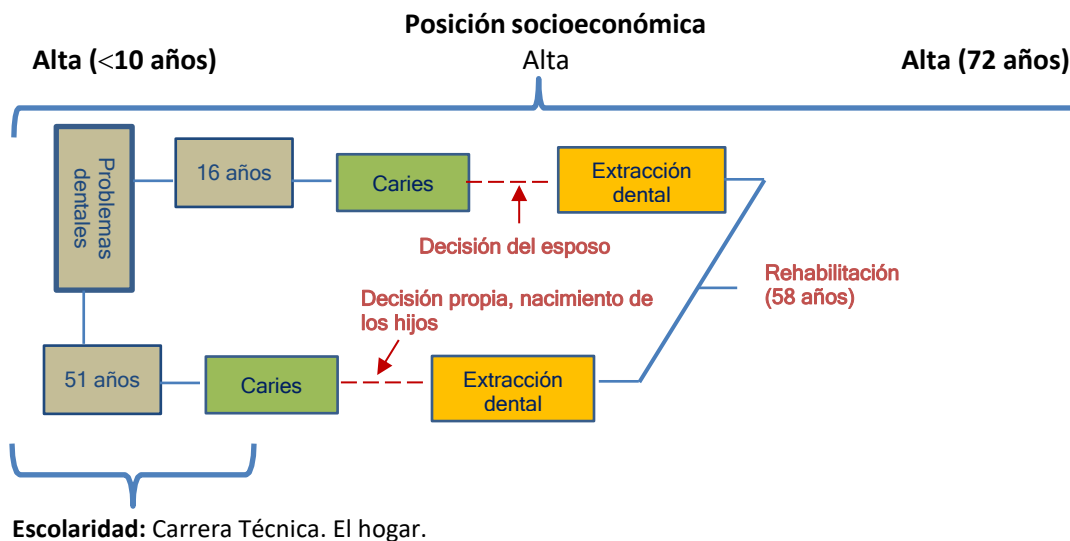 Posición socioeconómica
Alta (<10 años)
Alta
Alta (72 años)
Problemas
dentales
16 años
Caries
Extracción
dental
Decisión del esposo
Rehabilitación
(58 años)
Decisión propia, nacimiento de
los hijos
51 años
Caries
Extracción
dental
Escolaridad: Carrera Técnica. El hogar.